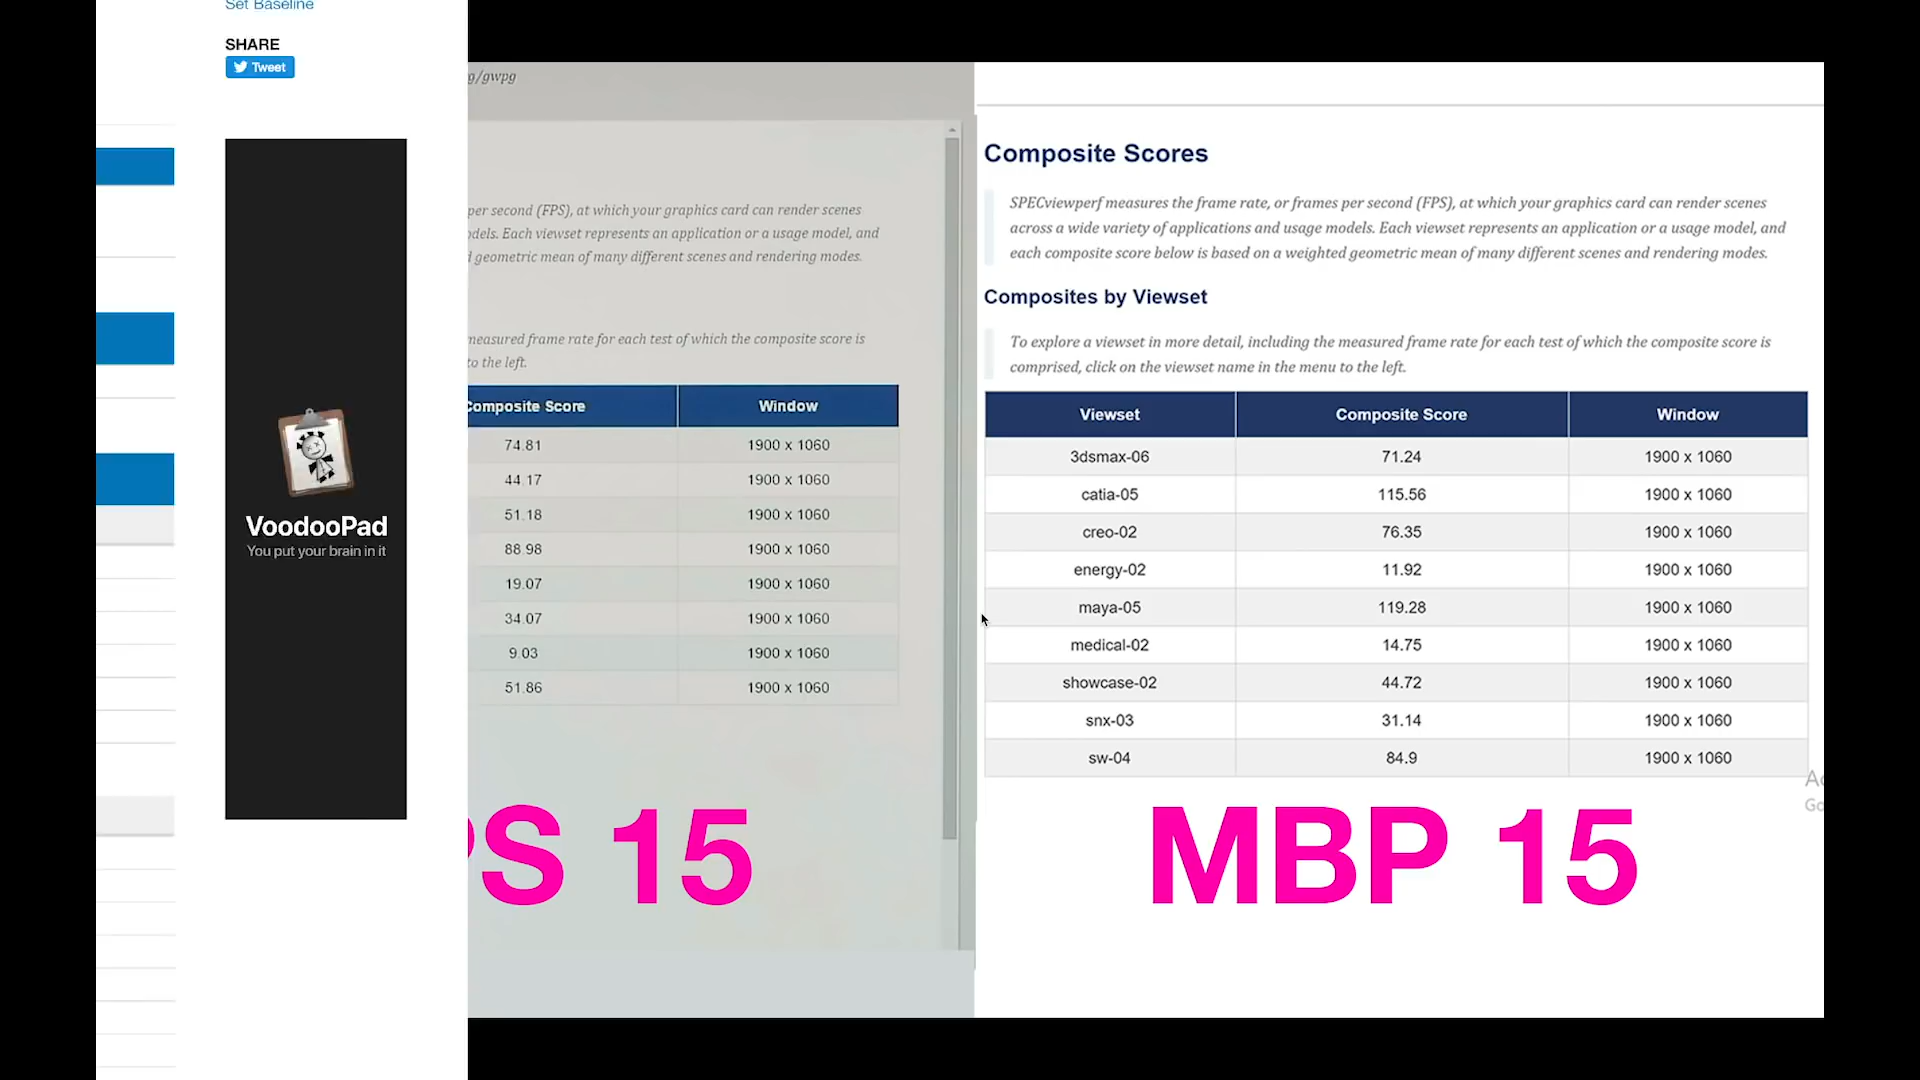 Set Baseline
SHARE
Tweet
VoodooPad
You put your brain in it
g/gwpg
per second (FPS), at which your graphics card can render scenes
Each viewset represents an application or a usage model, and
geometric mean of many different scenes and rendering modes.
measured frame rate for each test of which the composite score is
to the left.
Composite Score Window
74.81 1900 x 1060
44.17 1900 x 1060
51.18 1900 x 1060
88.98 1900 x 1060
19.07 1900 x 1060
34.07 1900 x 1060
9.03 1900 x 1060
51.86 1900 x 1060
PS 15
Composite Scores
SPECviewperf measures the frame rate, or frames per second (FPS), at which your graphics card can render scenes
across a wide variety of applications and usage models. Each viewset represents an application or a usage model, and
each composite score below is based on a weighted geometric mean of many different scenes and rendering modes.
Composites by Viewset
To explore a viewset in more detail, including the measured frame rate for each test of which the composite score is
comprised, click on the viewset name in the menu to the left.
Viewset Composite Score Window
3dsmax-06 71.24 1900 x 1060
catia-05 115.56 1900 x 1060
creo-02 76.35 1900 x 1060
energy-02 11.92 1900 x 1060
maya-05 119.28 1900 x 1060
medical-02 14.75 1900 x 1060
showcase-02 44.72 1900 x 1060
snx-03 31.14 1900 x 1060
sw-04 84.9 1900 x 1060
MBP 15